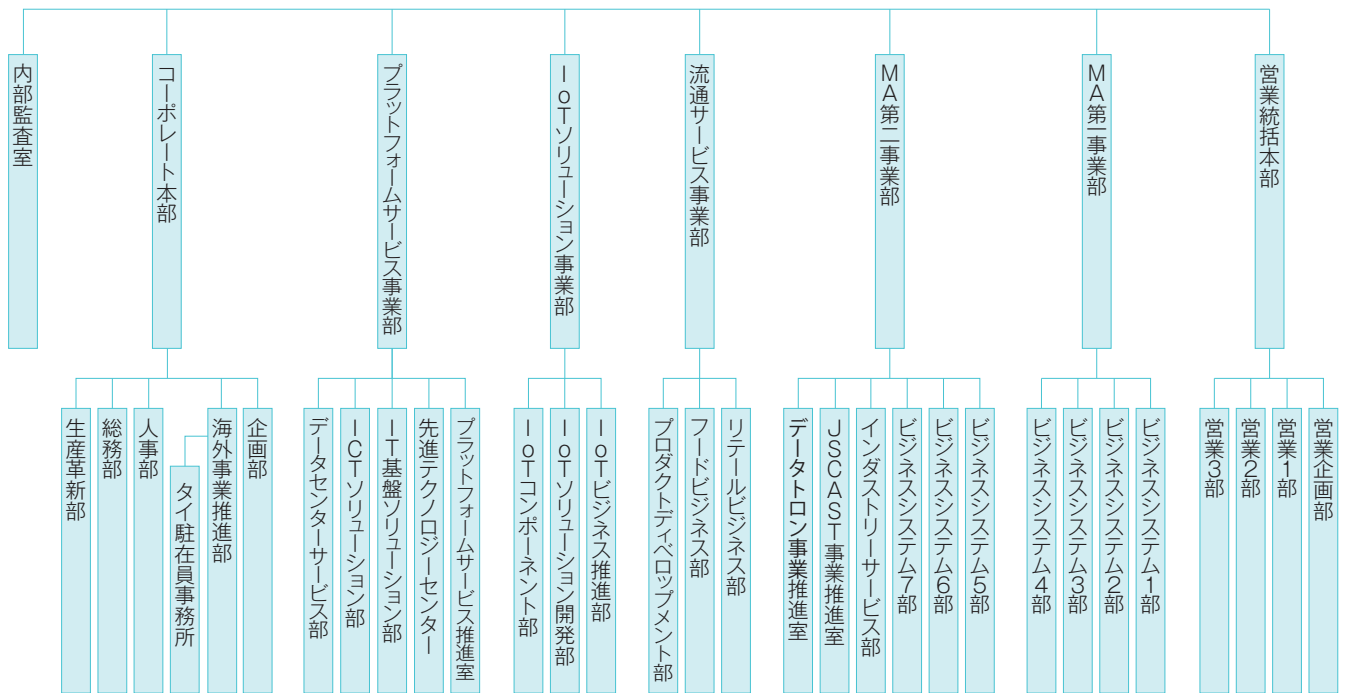 内部監査室
コーポレート本部
プラットフォームサービス事業部
IoTソリューション事業部
流通サービス事業部
MA第二事業部
MA第一事業部
営業統括本部
生産革新部
総務部
人事部
タイ駐在員事務所
海外事業推進部
企画部
データセンターサービス部
ICTソリューション部
IT基盤ソリューション部
先進テクノロジーセンター
プラットフォームサービス推進室
IoTコンポーネント部
IoTソリューション開発部
IoTビジネス推進部
プロダクトディベロップメント部
フードビジネス部
リテールビジネス部
データトロン事業推進室
JSCAST事業推進室
インダストリーサービス部
ビジネスシステム7部
ビジネスシステム6部
ビジネスシステム5部
ビジネスシステム4部
ビジネスシステム3部
ビジネスシステム2部
ビジネスシステム1部
営業3部
営業2部
営業1部
営業企画部